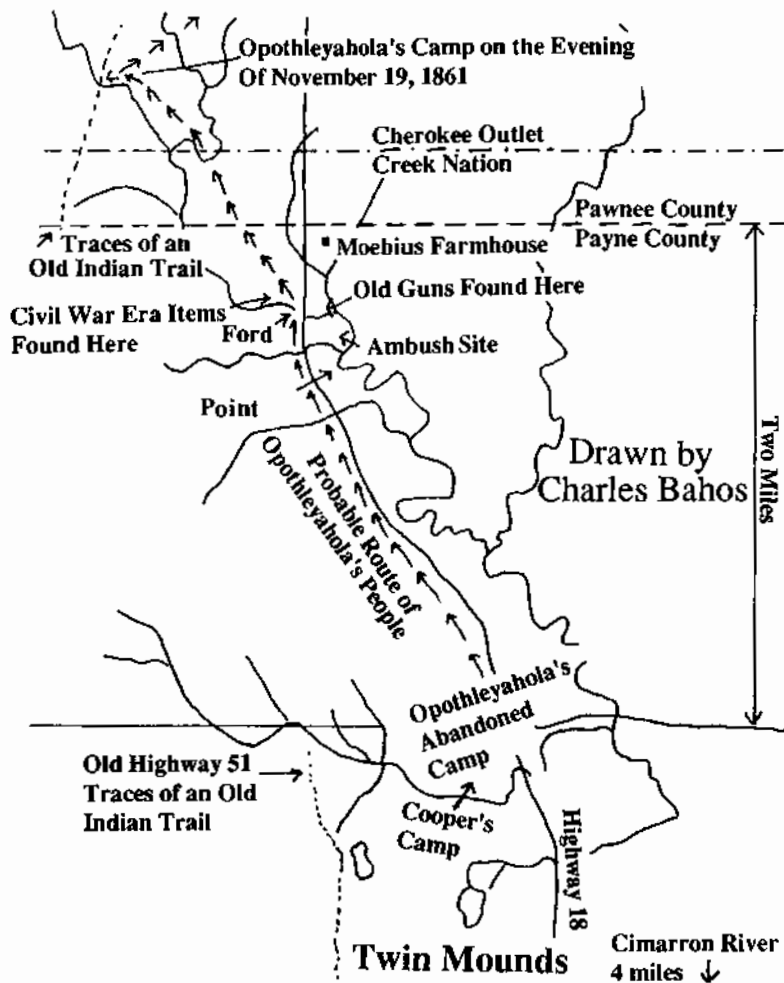 Opothleyahola's Camp on the Evening
Of November 19, 1861
Cherokee Outlet
Creek Nation
Pawnee County
Payne County
Traces of an
Old Indian Trail
Moebius Farmhouse
Old Guns Found Here
Civil War Era Items
Found Here
Ford
Ambush Site
Point
Probable Route of
Opothleyahola's People
Drawn by
Charles Bahos
Two Miles
Opothleyahola's
Abandoned
Camp
Old Highway 51
Traces of an Old
Indian Trail
Cooper's
Camp
Highway 18
Twin Mounds
Cimarron River
4 miles